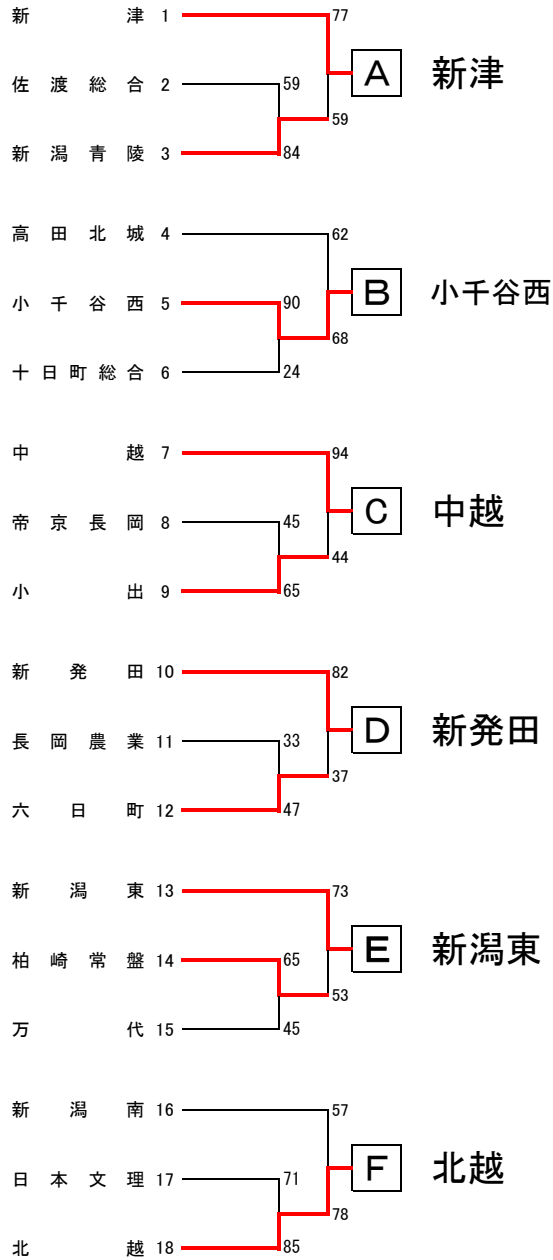 新津 1 77
A 新津
佐渡総合 2 59
59
新潟青陵 3 84
高田北城 4 62
B 小千谷西
小千谷西 5 90
68
十日町総合 6 24
中越 7 94
C 中越
帝京長岡 8 45
44
小出 9 65
新発田 10 82
D 新発田
長岡農業 11 33
37
六日町 12 47
新潟東 13 73
E 新潟東
柏崎常盤 14 65
53
万代 15 45
新潟南 16 57
F 北越
日本文理 17 71
78
北越 18 85